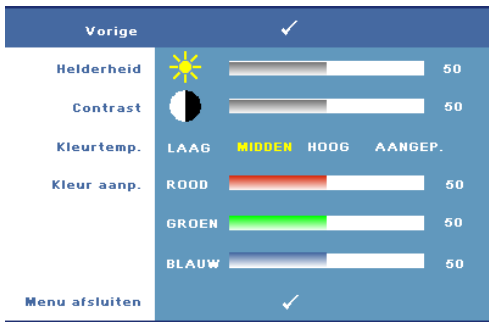 Vorige
Helderheid 50
Contrast 50
Kleurtemp. LAAG MIDDEN HOOG AANGEP.
Kleur aanp. ROOD 50
GROEN 50
BLAUW 50
Menu afsluiten